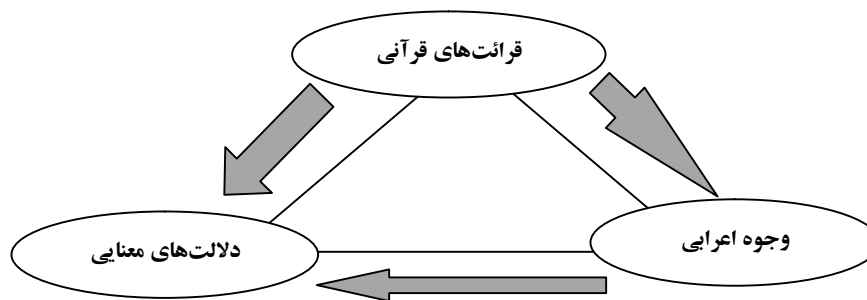 قرائت‌های قرآنی
وجوه اعرابی
دلالت‌های معنایی